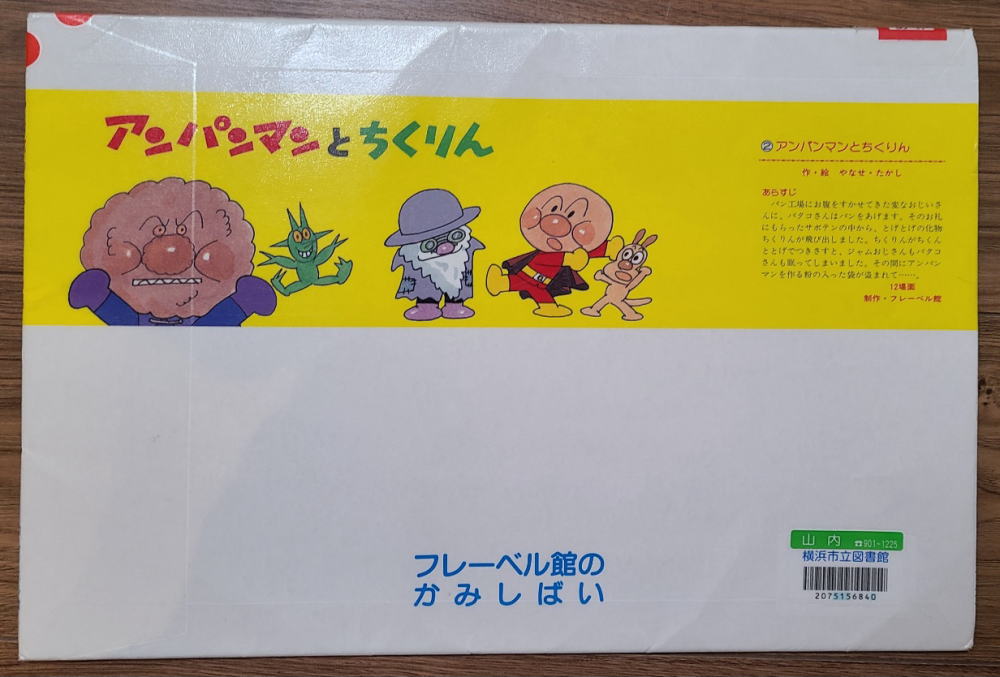 アンパンマンとちくりん
②アンパンマンとちくりん
作・絵 やなせ・たかし
あらすじ
パン工場にお腹をすかせてきた変なおじいさ
んに、バタコさんはパンをあげます。そのお礼
にもらったサボテンの中から、とげとげの化物
ちくりんが飛び出しました。ちくりんがちくん
ととげでつきさすと、ジャムおじさんもバタコ
さんも眠ってしまいました。その間にアンパン
マンを作る粉の入った袋が盗まれて……。
12場面
制作・フレーベル館
フレーベル館の
かみしばい
山内 ☎901-1225
横浜市立図書館
2075156840